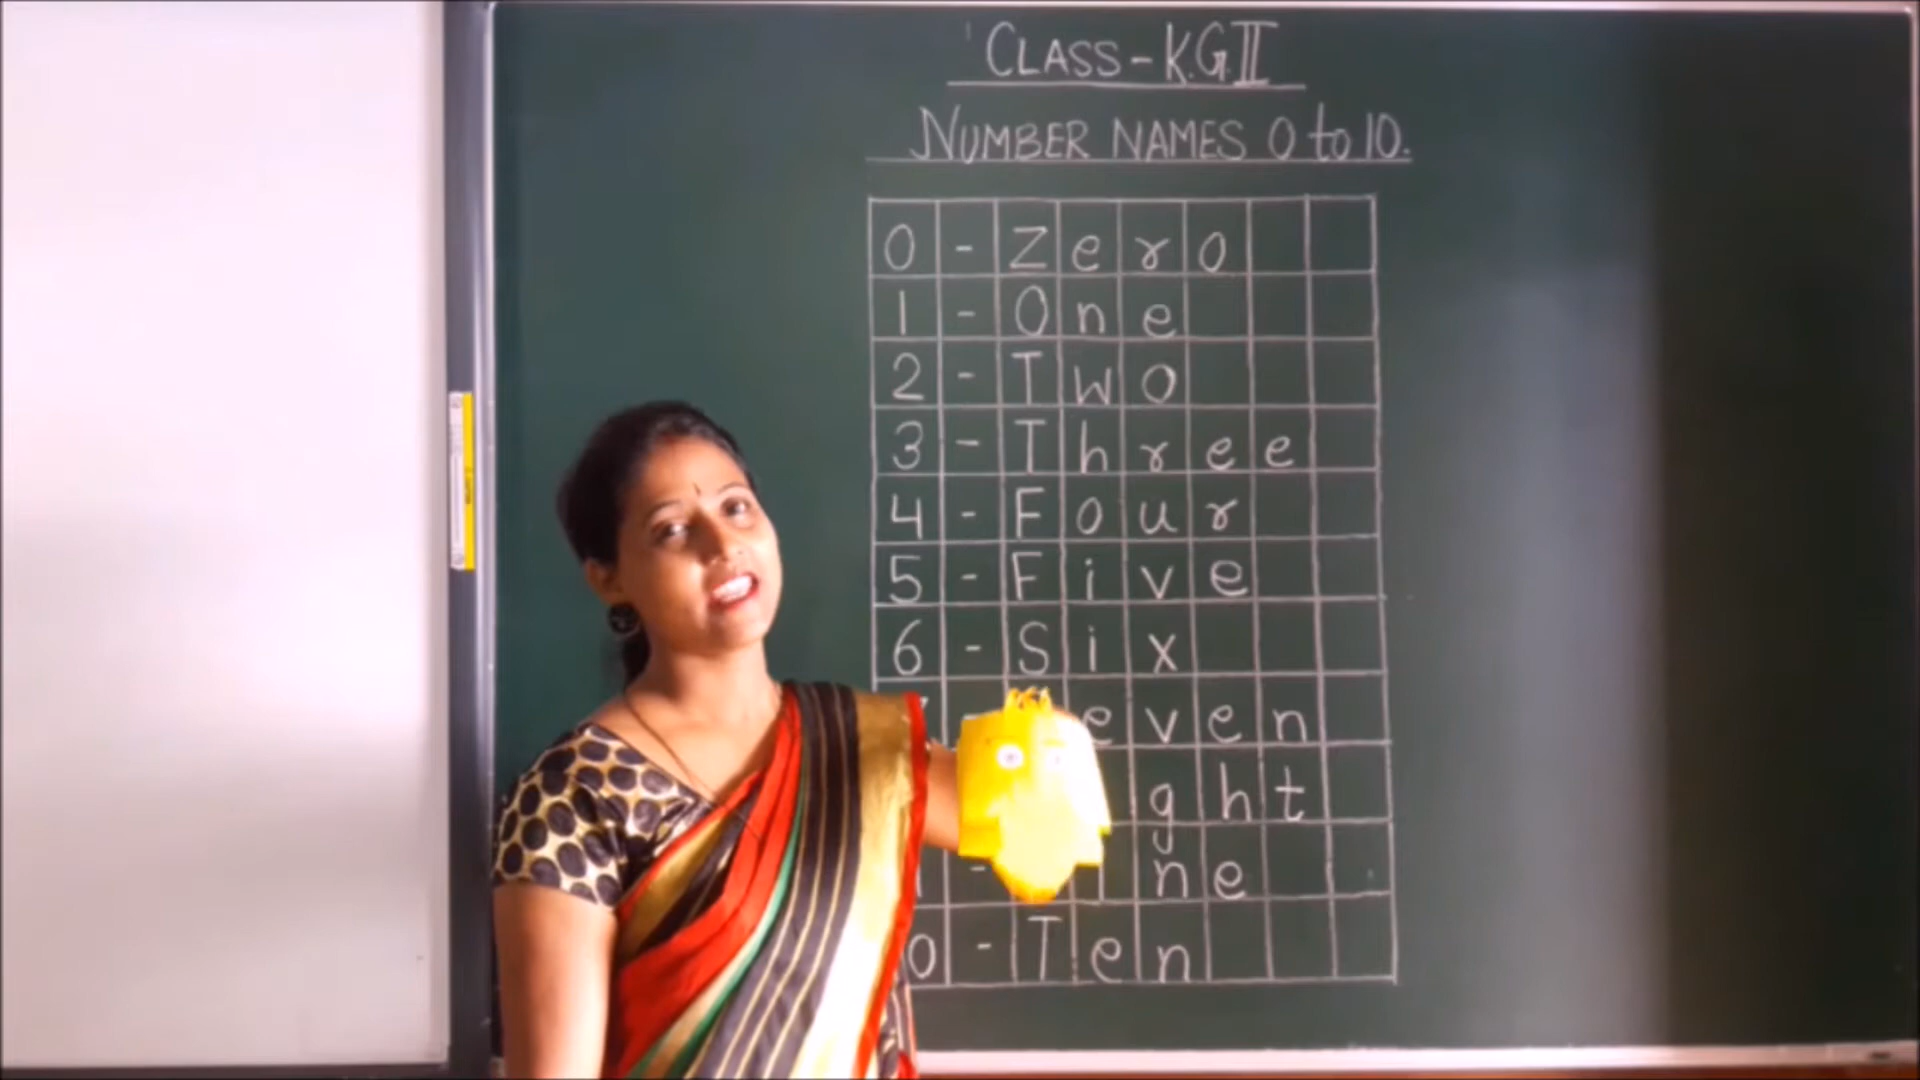 CLASS - K.G.II
NUMBER NAMES 0 to 10.
0 - Zero
1 - One
2 - Two
3 - Three
4 - Four
5 - Five
6 - Six
even
ght
- ne
0 - Ten